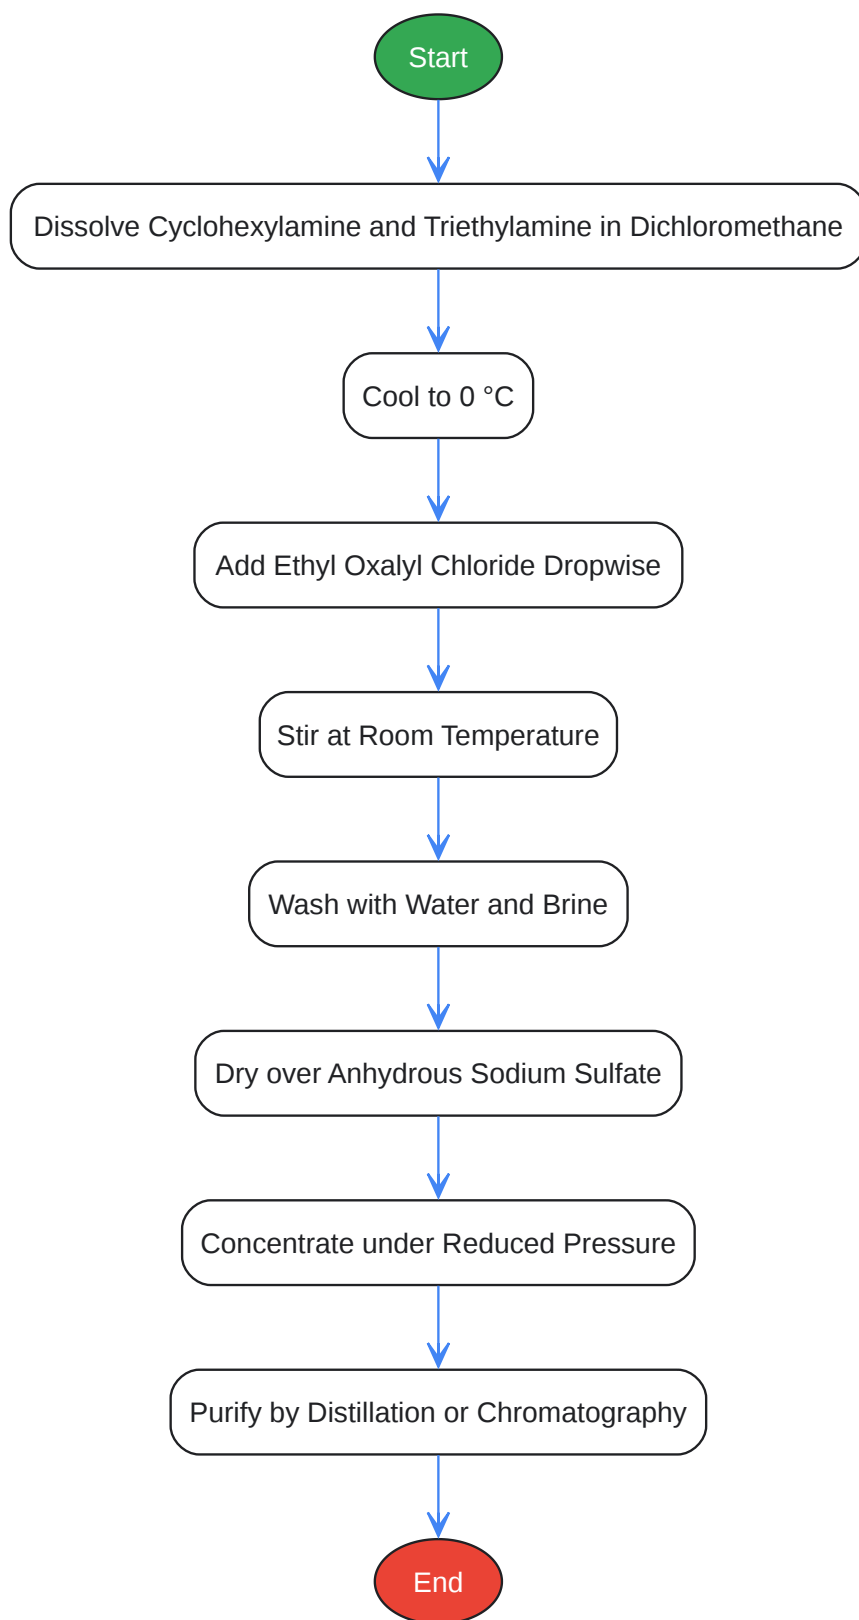 Start
Dissolve Cyclohexylamine and Triethylamine in Dichloromethane
Cool to 0 °C
Add Ethyl Oxalyl Chloride Dropwise
Stir at Room Temperature
Wash with Water and Brine
Dry over Anhydrous Sodium Sulfate
Concentrate under Reduced Pressure
Purify by Distillation or Chromatography
End